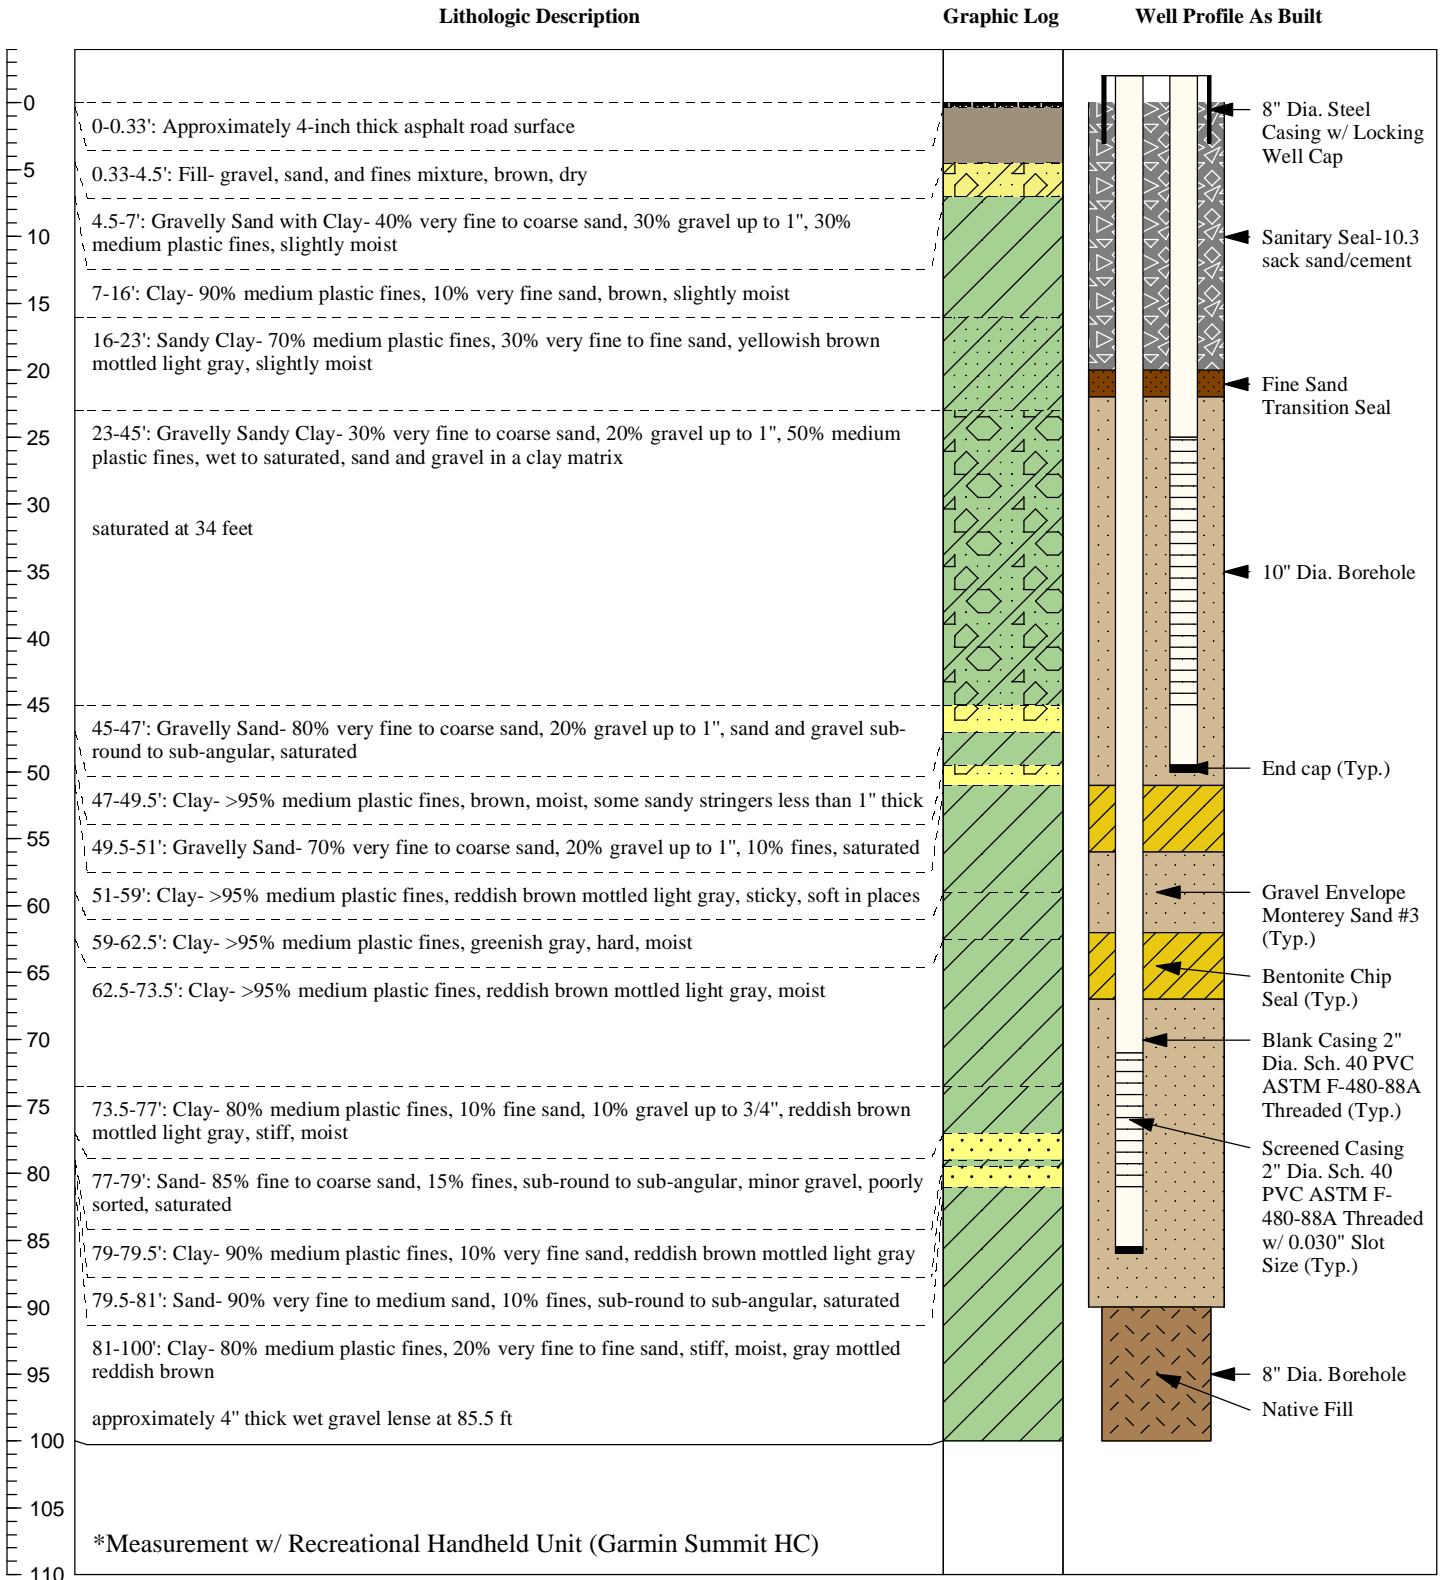 Lithologic Description
Graphic Log
Well Profile As Built
0
5
10
15
20
25
30
35
40
45
50
55
60
65
70
75
80
85
90
95
100
105
110
0-0.33': Approximately 4-inch thick asphalt road surface
0.33-4.5': Fill- gravel, sand, and fines mixture, brown, dry
4.5-7': Gravelly Sand with Clay- 40% very fine to coarse sand, 30% gravel up to 1", 30%
medium plastic fines, slightly moist
7-16': Clay- 90% medium plastic fines, 10% very fine sand, brown, slightly moist
16-23': Sandy Clay- 70% medium plastic fines, 30% very fine to fine sand, yellowish brown
mottled light gray, slightly moist
23-45': Gravelly Sandy Clay- 30% very fine to coarse sand, 20% gravel up to 1", 50% medium
plastic fines, wet to saturated, sand and gravel in a clay matrix
saturated at 34 feet
45-47': Gravelly Sand- 80% very fine to coarse sand, 20% gravel up to 1", sand and gravel sub-
round to sub-angular, saturated
47-49.5': Clay- >95% medium plastic fines, brown, moist, some sandy stringers less than 1" thick
49.5-51': Gravelly Sand- 70% very fine to coarse sand, 20% gravel up to 1", 10% fines, saturated
51-59': Clay- >95% medium plastic fines, reddish brown mottled light gray, sticky, soft in places
59-62.5': Clay- >95% medium plastic fines, greenish gray, hard, moist
62.5-73.5': Clay- >95% medium plastic fines, reddish brown mottled light gray, moist
73.5-77': Clay- 80% medium plastic fines, 10% fine sand, 10% gravel up to 3/4", reddish brown
mottled light gray, stiff, moist
77-79': Sand- 85% fine to coarse sand, 15% fines, sub-round to sub-angular, minor gravel, poorly
sorted, saturated
79-79.5': Clay- 90% medium plastic fines, 10% very fine sand, reddish brown mottled light gray
79.5-81': Sand- 90% very fine to medium sand, 10% fines, sub-round to sub-angular, saturated
81-100': Clay- 80% medium plastic fines, 20% very fine to fine sand, stiff, moist, gray mottled
reddish brown
approximately 4" thick wet gravel lense at 85.5 ft
*Measurement w/ Recreational Handheld Unit (Garmin Summit HC)
8" Dia. Steel
Casing w/ Locking
Well Cap
Sanitary Seal-10.3
sack sand/cement
Fine Sand
Transition Seal
10" Dia. Borehole
End cap (Typ.)
Gravel Envelope
Monterey Sand #3
(Typ.)
Bentonite Chip
Seal (Typ.)
Blank Casing 2"
Dia. Sch. 40 PVC
ASTM F-480-88A
Threaded (Typ.)
Screened Casing
2" Dia. Sch. 40
PVC ASTM F-
480-88A Threaded
w/ 0.030" Slot
Size (Typ.)
8" Dia. Borehole
Native Fill